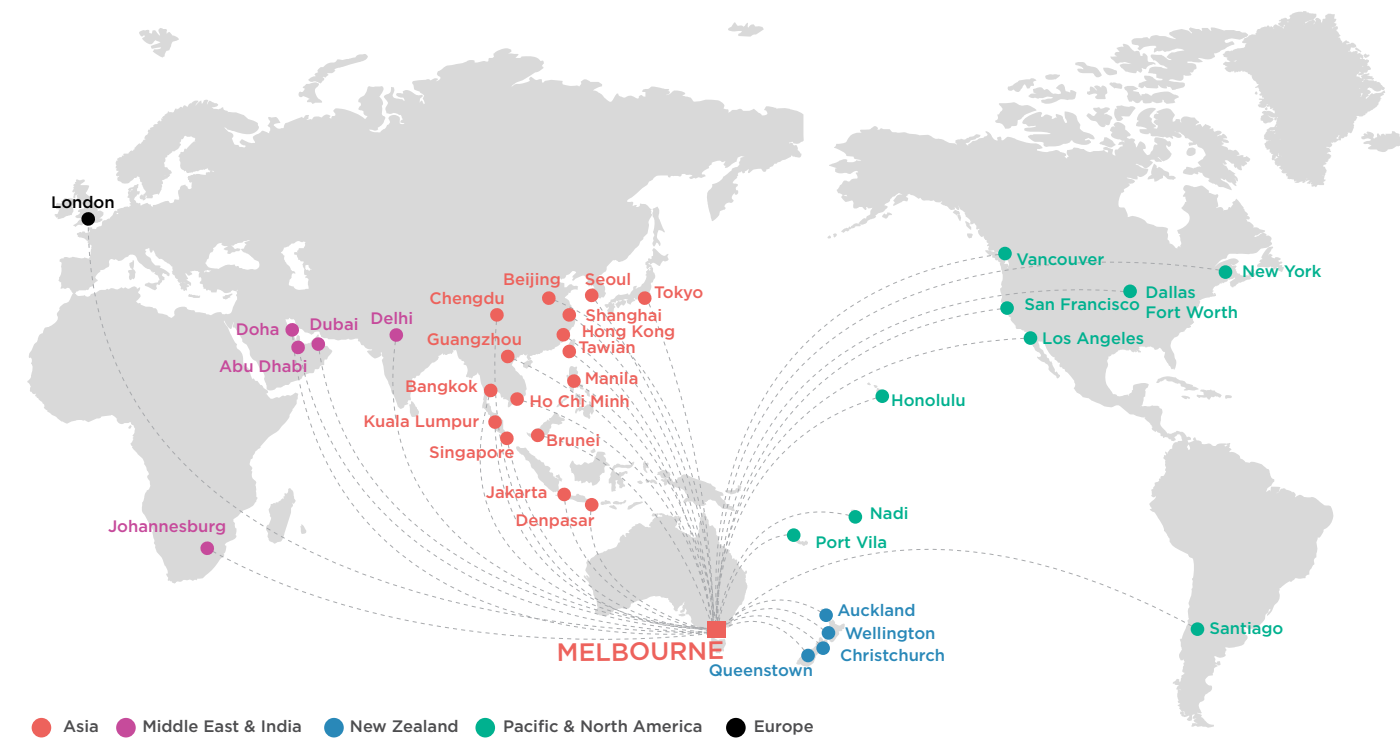 London
Vancouver
New York
Beijing
Seoul
Tokyo
Chengdu
Dallas
Fort Worth
San Francisco
Shanghai
Doha
Dubai
Delhi
Hong Kong
Guangzhou
Tawian
Los Angeles
Abu Dhabi
Manila
Bangkok
Ho Chi Minh
Honolulu
Kuala Lumpur
Brunei
Singapore
Jakarta
Denpasar
Nadi
Johannesburg
Port Vila
Auckland
Santiago
Wellington
MELBOURNE
Christchurch
Queenstown
Asia
Middle East & India
New Zealand
Pacific & North America
Europe